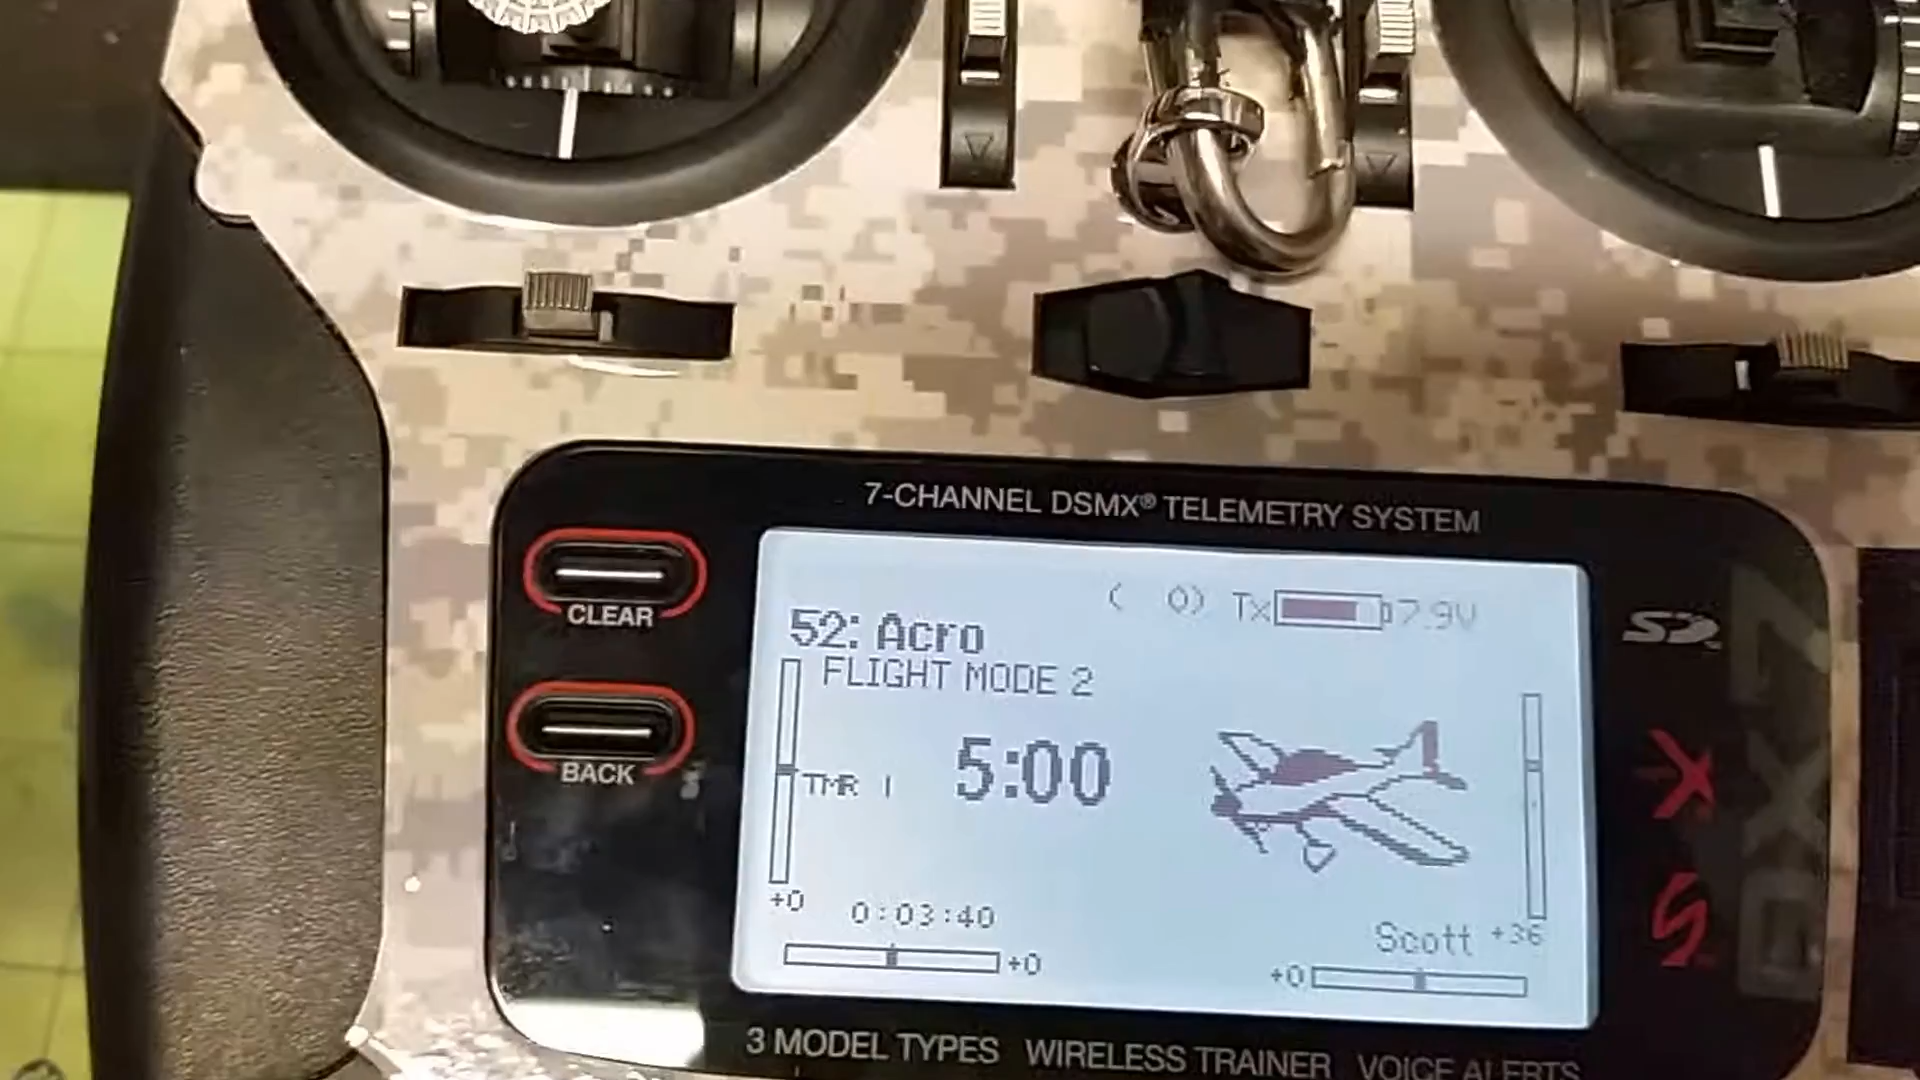 7-CHANNEL DSMX® TELEMETRY SYSTEM
CLEAR
BACK
( 0) Tx 7.9V
52: Acro
FLIGHT MODE 2
TMR 1 5:00
+0
0:03:40
+0
Scott +36
+0
3 MODEL TYPES WIRELESS TRAINER VOICE ALERTS